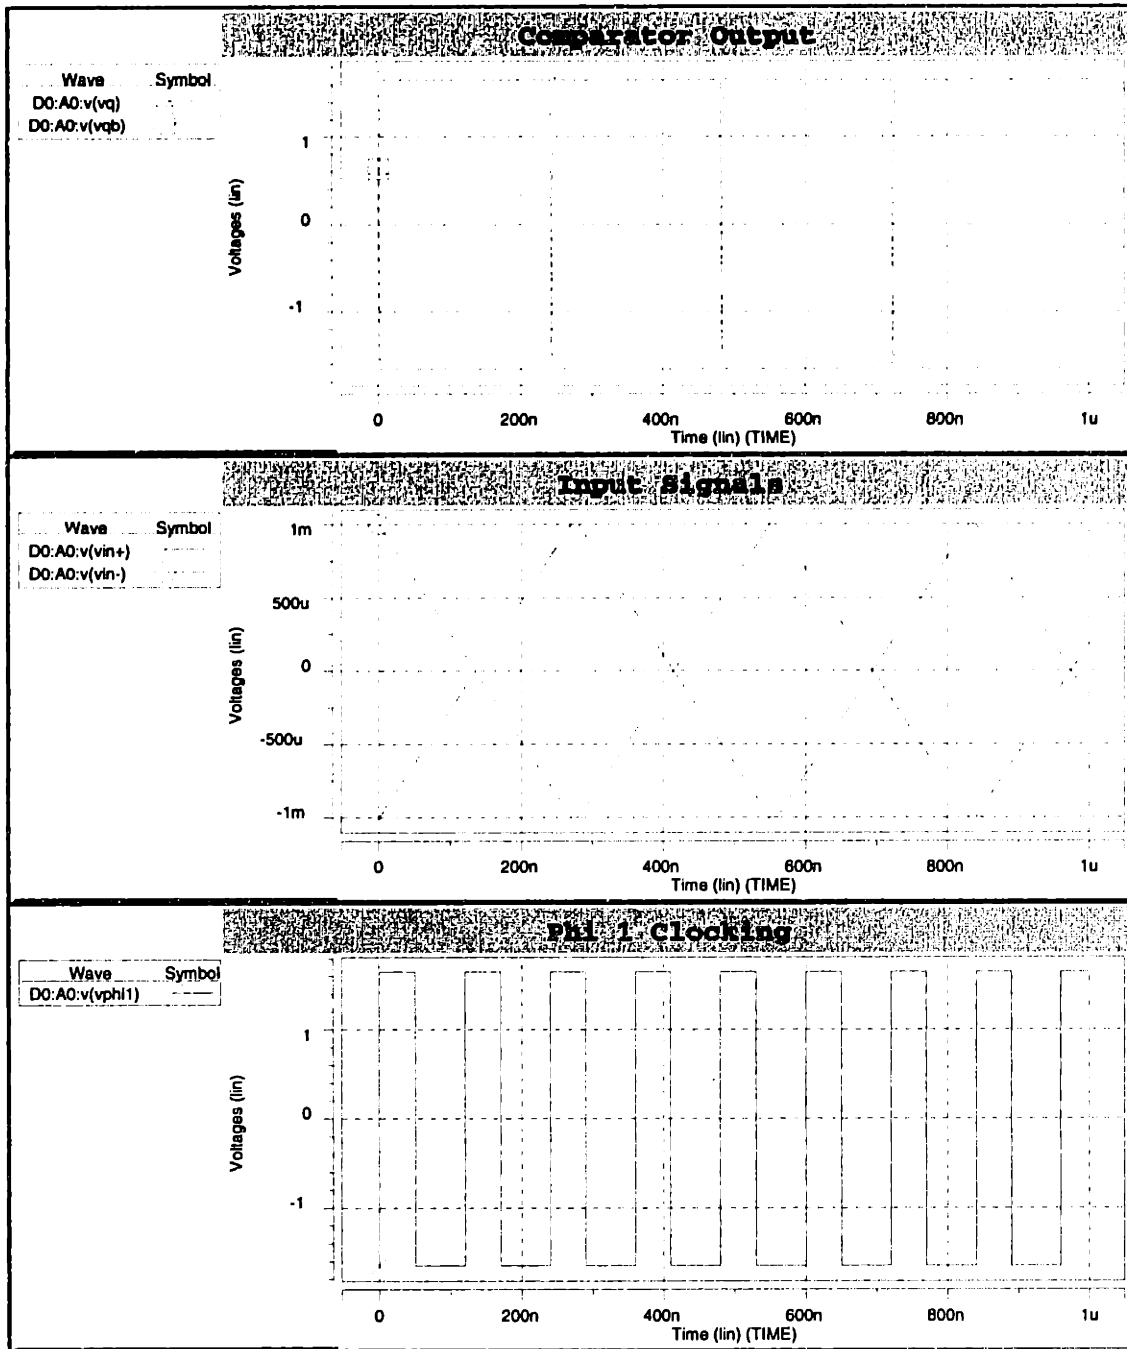 Comparator Output
Wave Symbol
D0:A0:v(vq)
D0:A0:v(vqb)
Voltages (lin)
1
0
-1
0 200n 400n 600n 800n 1u
Time (lin) (TIME)
Input Signals
Wave Symbol
D0:A0:v(vin+)
D0:A0:v(vin-)
Voltages (lin)
1m
500u
0
-500u
-1m
0 200n 400n 600n 800n 1u
Time (lin) (TIME)
Phi 1 Clocking
Wave Symbol
D0:A0:v(vphi1)
Voltages (lin)
1
0
-1
0 200n 400n 600n 800n 1u
Time (lin) (TIME)